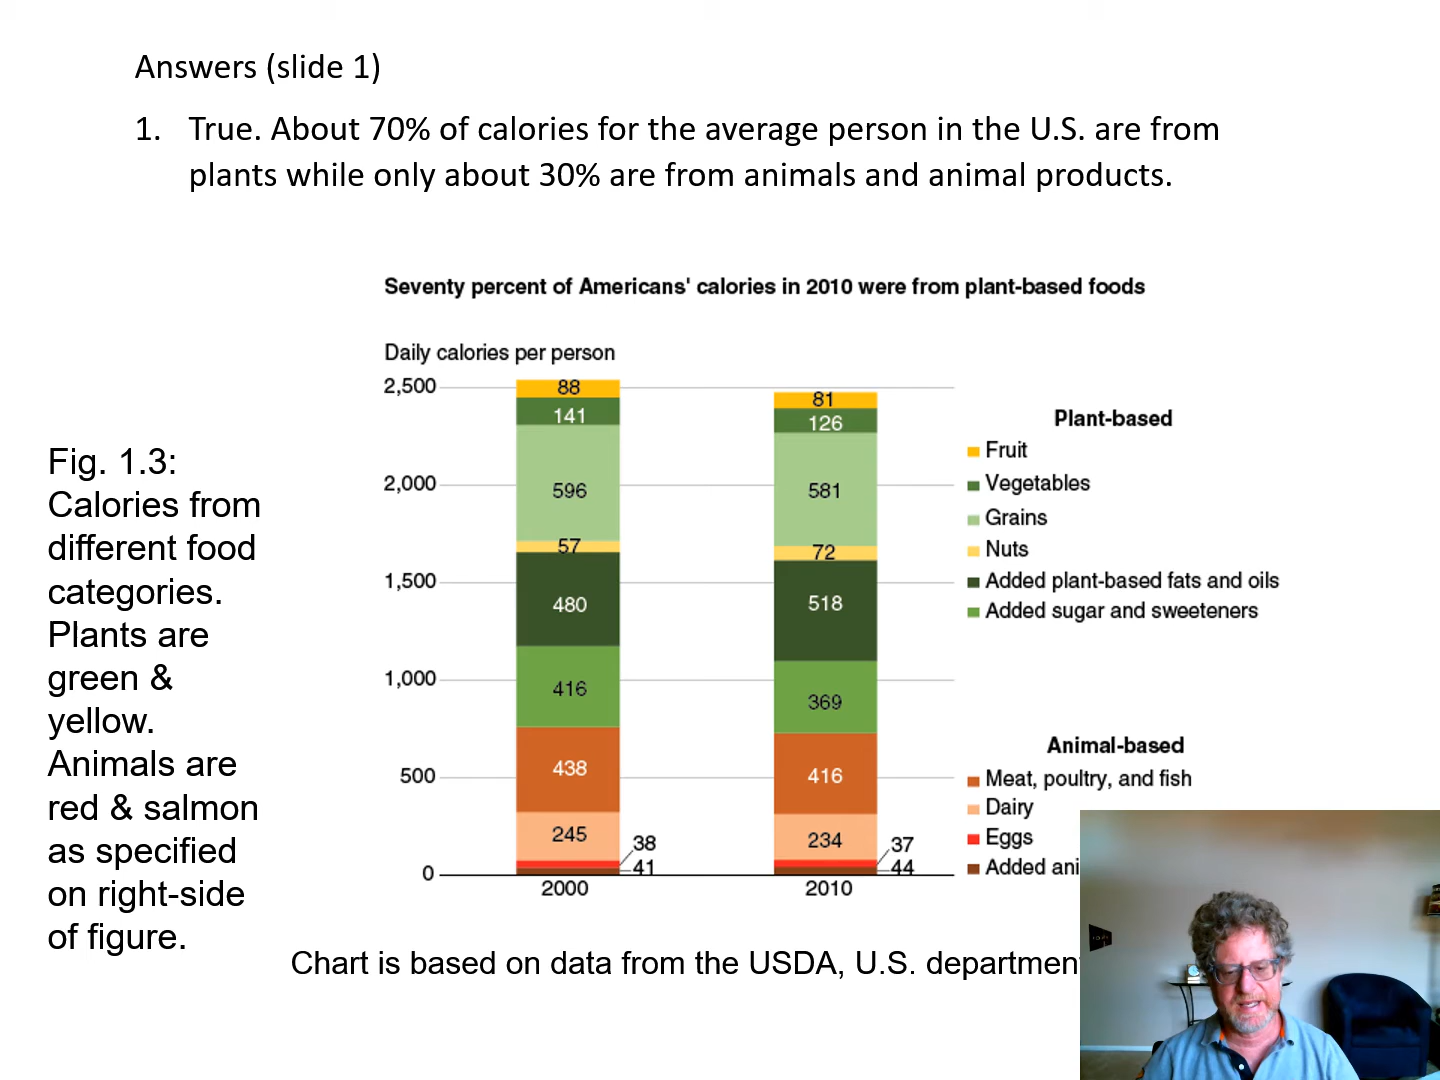 Answers (slide 1)
1. True. About 70% of calories for the average person in the U.S. are from
plants while only about 30% are from animals and animal products.
Seventy percent of Americans' calories in 2010 were from plant-based foods
Daily calories per person
2,500
2,000
1,500
1,000
500
0
88
141
596
57
480
416
438
245
38
41
2000
81
126
581
72
518
369
416
234
37
44
2010
Plant-based
Fruit
Vegetables
Grains
Nuts
Added plant-based fats and oils
Added sugar and sweeteners
Animal-based
Meat, poultry, and fish
Dairy
Eggs
Added ani
Fig. 1.3:
Calories from
different food
categories.
Plants are
green &
yellow.
Animals are
red & salmon
as specified
on right-side
of figure.
Chart is based on data from the USDA, U.S. department